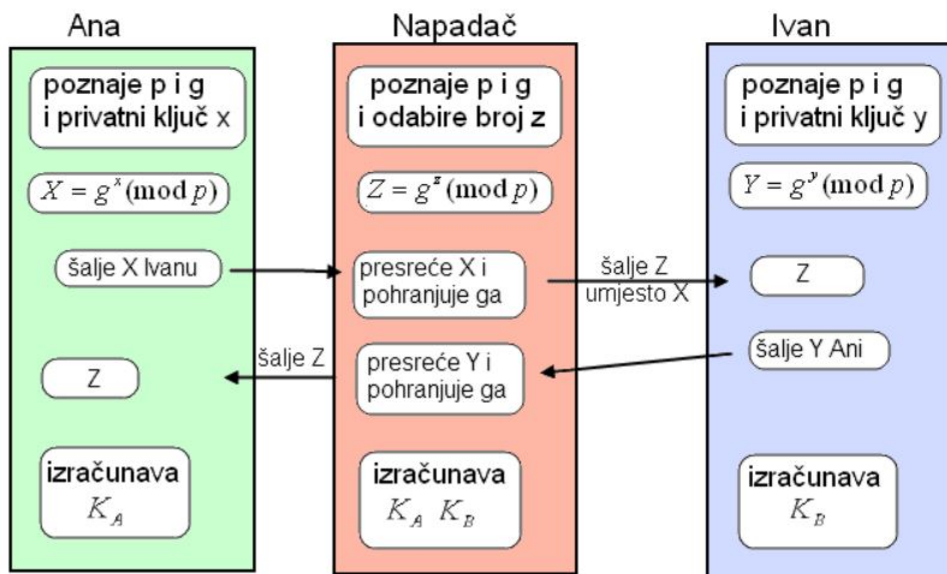 Ana
Napadač
Ivan
poznaje p i g
i privatni ključ x
poznaje p i g
i odabire broj z
poznaje p i g
i privatni ključ y
X = g^x (mod p)
Z = g^z (mod p)
Y = g^y (mod p)
šalje X Ivanu
presreće X i
pohranjuje ga
šalje Z
umjesto X
Z
šalje Y Ani
presreće Y i
pohranjuje ga
šalje Z
Z
izračunava
K_A
izračunava
K_A K_B
izračunava
K_B